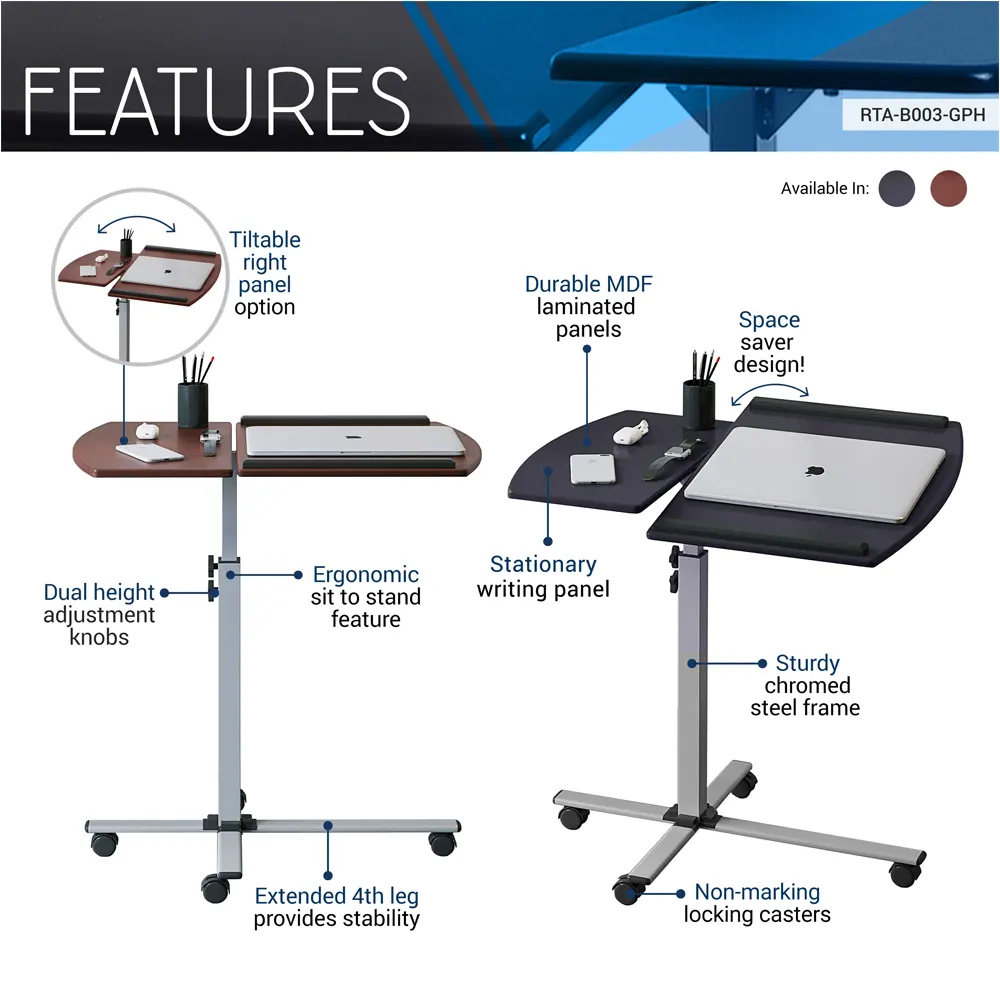 FEATURES
RTA-B003-GPH
Available In:
Tiltable
right
panel
option
Durable MDF
laminated
panels
Space
saver
design!
Stationary
writing panel
Dual height
adjustment
knobs
Ergonomic
sit to stand
feature
Sturdy
chromed
steel frame
Extended 4th leg
provides stability
Non-marking
locking casters